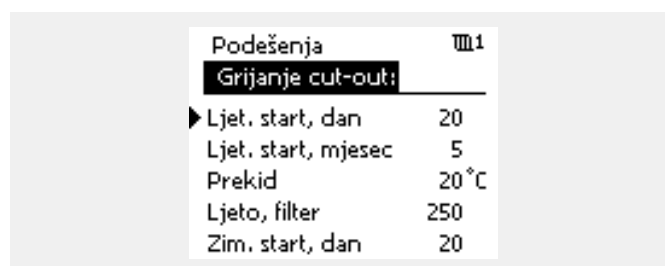 Podešenja 1
Grijanje cut-out:
Ljet. start, dan 20
Ljet. start, mjesec 5
Prekid 20°C
Ljeto, filter 250
Zim. start, dan 20